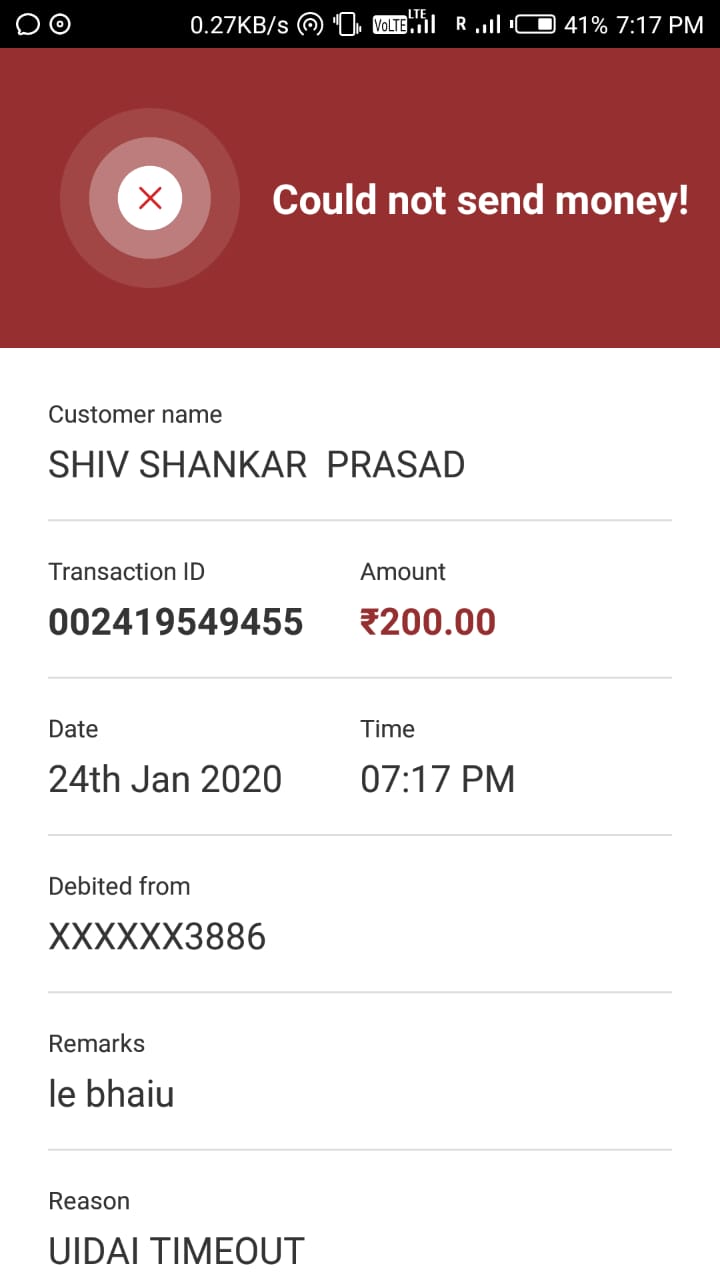 0.27KB/s VoLTE LTE R 41% 7:17 PM
Could not send money!
Customer name
SHIV SHANKAR  PRASAD
Transaction ID Amount
002419549455 ₹200.00
Date Time
24th Jan 2020 07:17 PM
Debited from
XXXXXX3886
Remarks
le bhaiu
Reason
UIDAI TIMEOUT